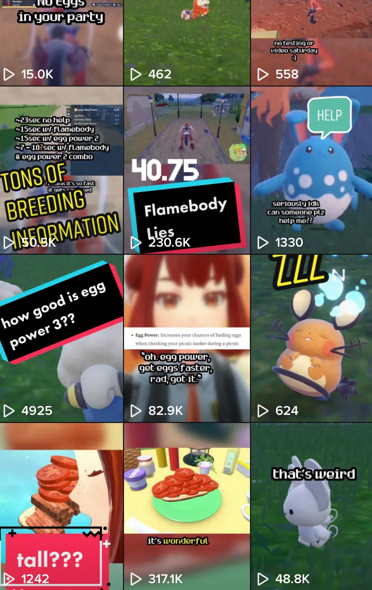 No eggs
in your party
15.0K
462
no testing or
video saturday
:)
558
~23sec no help
~15sec w/ flamebody
~15sec w/egg power 2
~7-10?sec w/ flamebody
& egg power 2 combo
TONS OF
BREEDING
INFORMATION
50.5K
40.75
Flamebody
Lies
230.6K
HELP
seriously idk
can someone plz
help me??
1330
how good is egg
power 3??
4925
• Egg Power: Increases your chances of finding eggs
when checking your picnic basket during a picnic
"oh, egg power,
get eggs faster,
rad, got it."
82.9K
ZZZ
624
tall???
1242
it's wonderful
317.1K
that's weird
48.8K